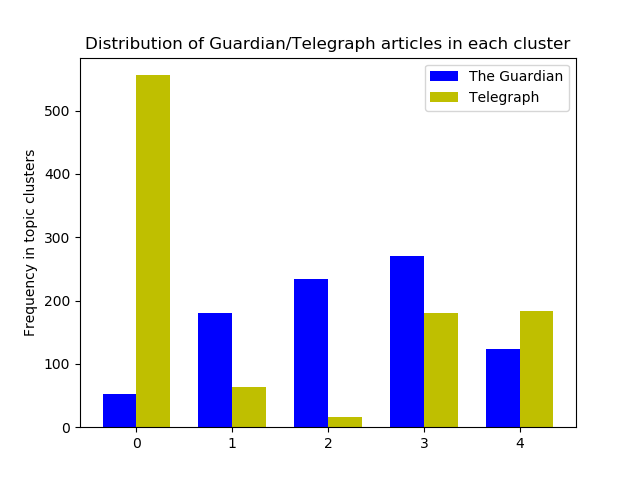 Distribution of Guardian/Telegraph articles in each cluster
The Guardian
Telegraph
Frequency in topic clusters
500
400
300
200
100
0
0 1 2 3 4